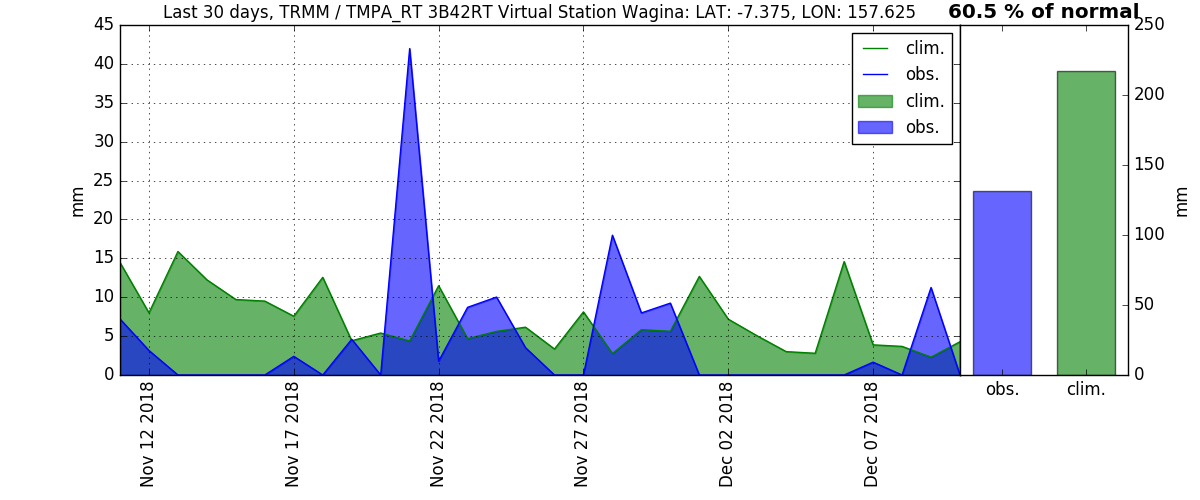 Last 30 days, TRMM / TMPA_RT 3B42RT Virtual Station Wagina: LAT: -7.375, LON: 157.625
60.5 % of normal
45
40
35
30
25
20
15
10
5
0
mm
clim.
obs.
clim.
obs.
Nov 12 2018
Nov 17 2018
Nov 22 2018
Nov 27 2018
Dec 02 2018
Dec 07 2018
250
200
150
100
50
0
mm
obs.
clim.